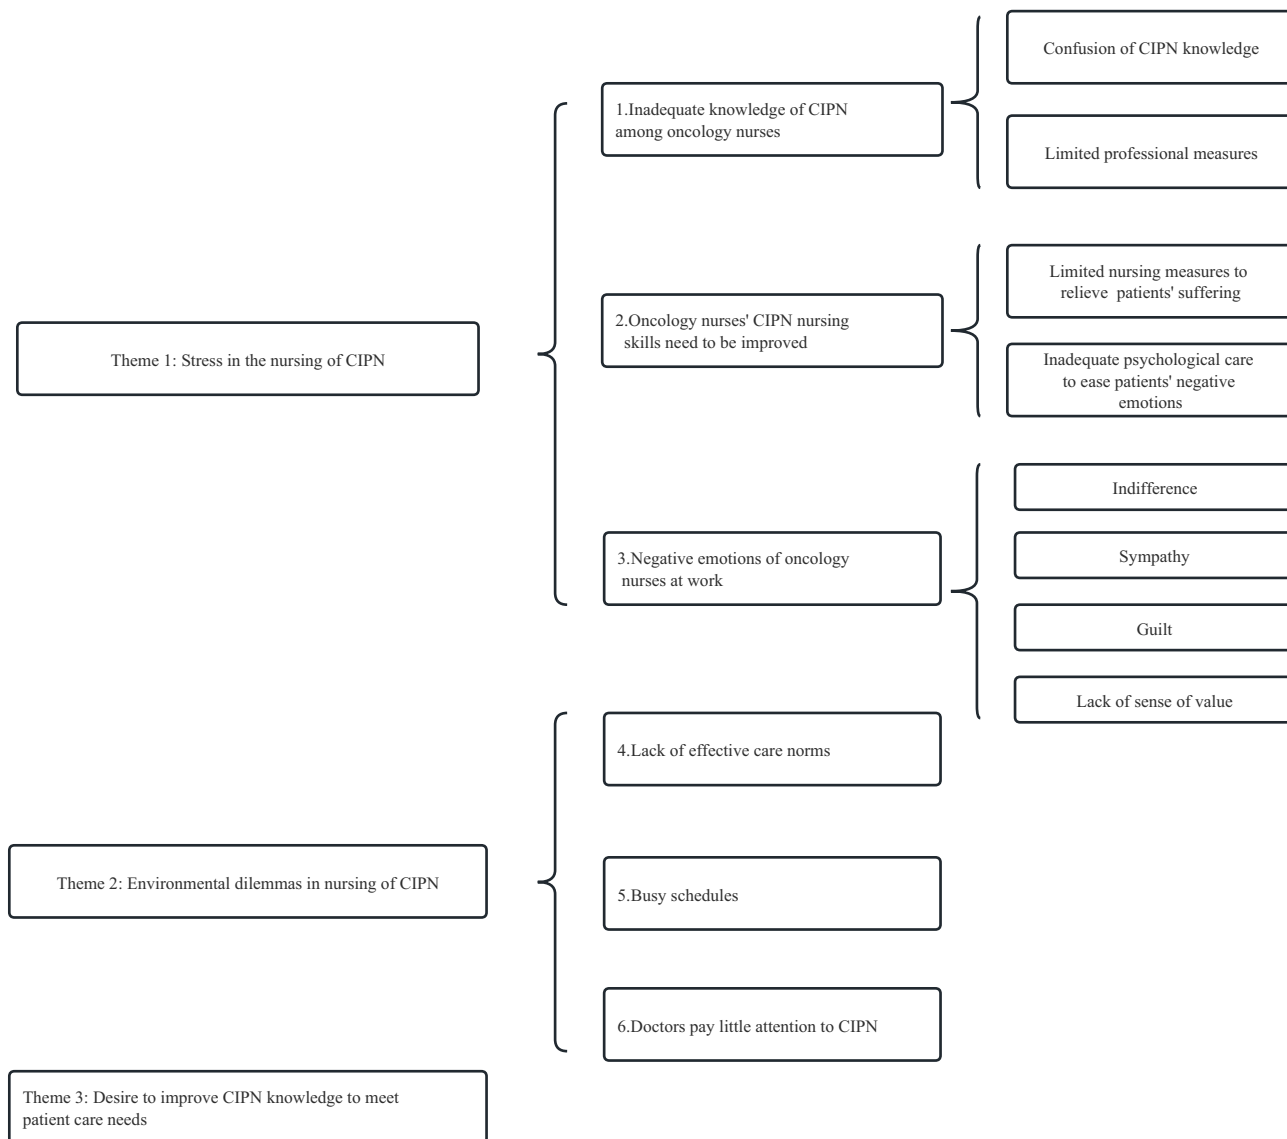 Confusion of CIPN knowledge
1.Inadequate knowledge of CIPN
among oncology nurses
Limited professional measures
Limited nursing measures to
relieve patients' suffering
2.Oncology nurses' CIPN nursing
skills need to be improved
Theme 1: Stress in the nursing of CIPN
Inadequate psychological care
to ease patients' negative
emotions
Indifference
3.Negative emotions of oncology
nurses at work
Sympathy
Guilt
Lack of sense of value
4.Lack of effective care norms
Theme 2: Environmental dilemmas in nursing of CIPN
5.Busy schedules
6.Doctors pay little attention to CIPN
Theme 3: Desire to improve CIPN knowledge to meet
patient care needs